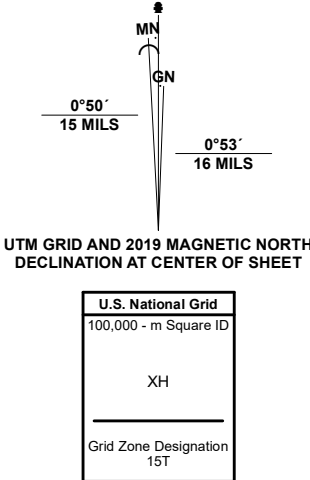 MN
GN
0°50´
15 MILS
0°53´
16 MILS
UTM GRID AND 2019 MAGNETIC NORTH
DECLINATION AT CENTER OF SHEET
U.S. National Grid
100,000 - m Square ID
XH
Grid Zone Designation
15T